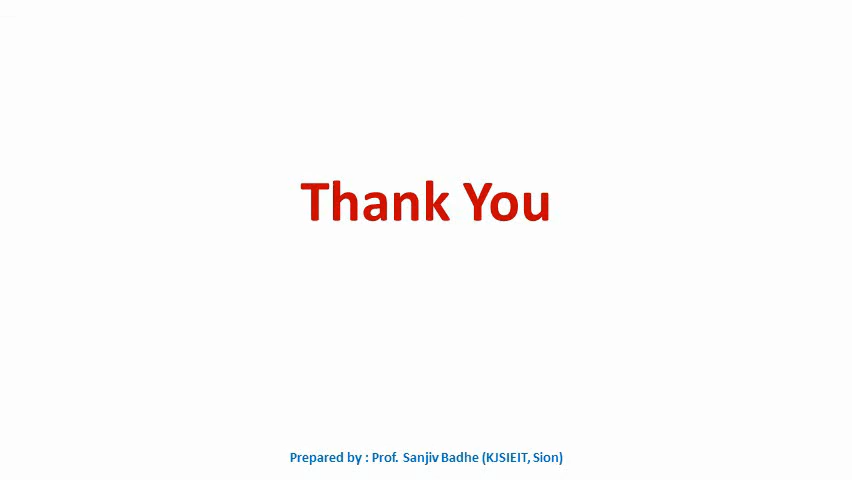 Thank You
Prepared by : Prof. Sanjiv Badhe (KJSIEIT, Sion)